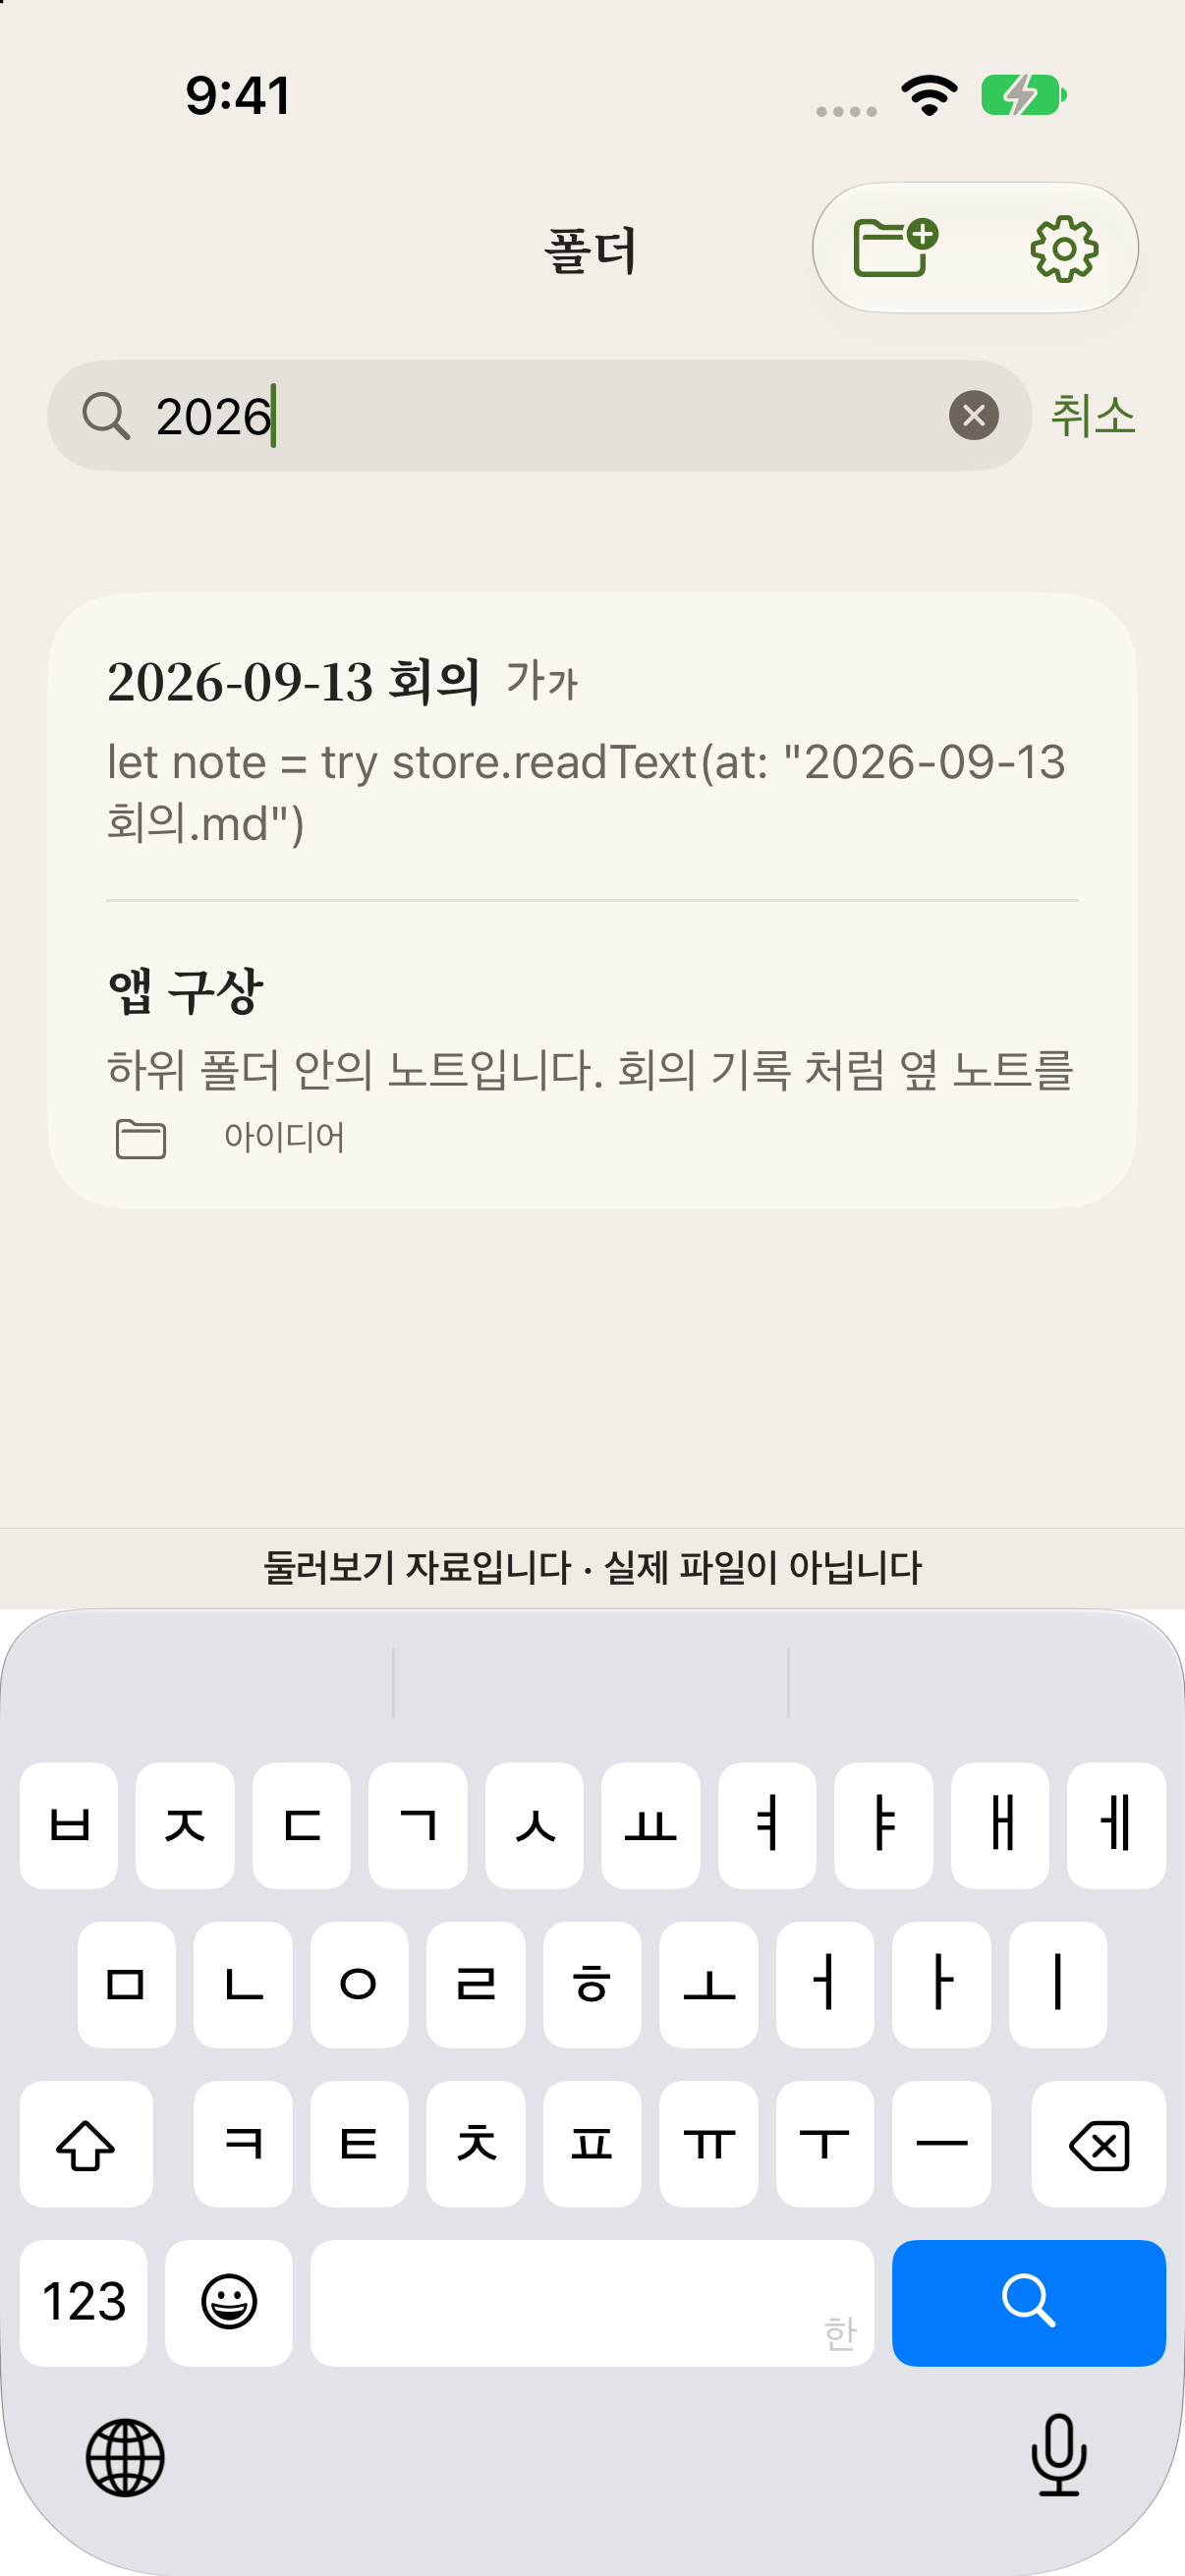 9:41
폴더
2026
취소
2026-09-13 회의 가가
let note = try store.readText(at: "2026-09-13
회의.md")
앱 구상
하위 폴더 안의 노트입니다. 회의 기록 처럼 옆 노트를
아이디어
둘러보기 자료입니다 · 실제 파일이 아닙니다
ㅂ ㅈ ㄷ ㄱ ㅅ ㅛ ㅕ ㅑ ㅐ ㅔ
ㅁ ㄴ ㅇ ㄹ ㅎ ㅗ ㅓ ㅏ ㅣ
ㅋ ㅌ ㅊ ㅍ ㅠ ㅜ ㅡ
123 한